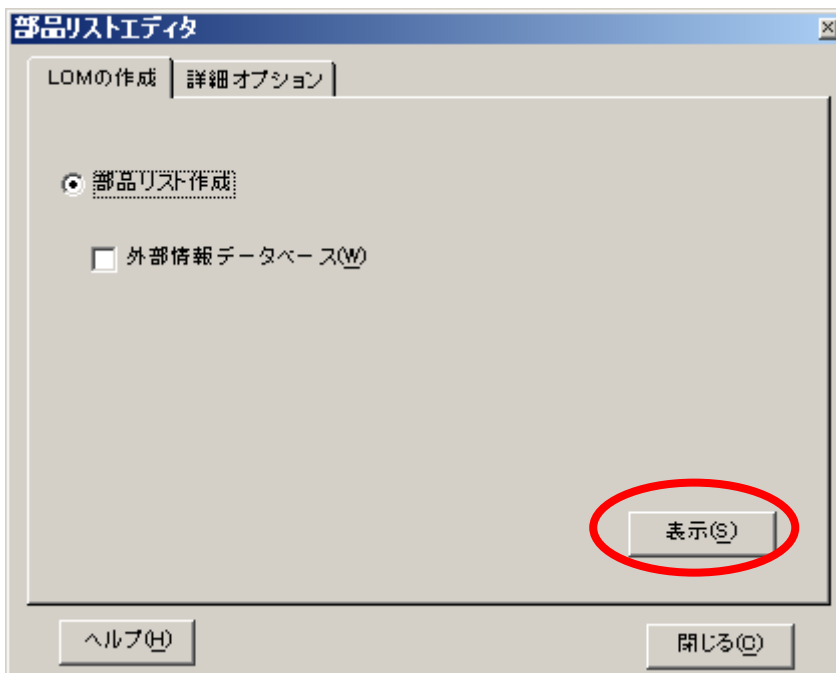 部品リストエディタ
LOMの作成 詳細オプション
部品リスト作成
外部情報データベース(W)
表示(S)
ヘルプ(H) 閉じる(C)